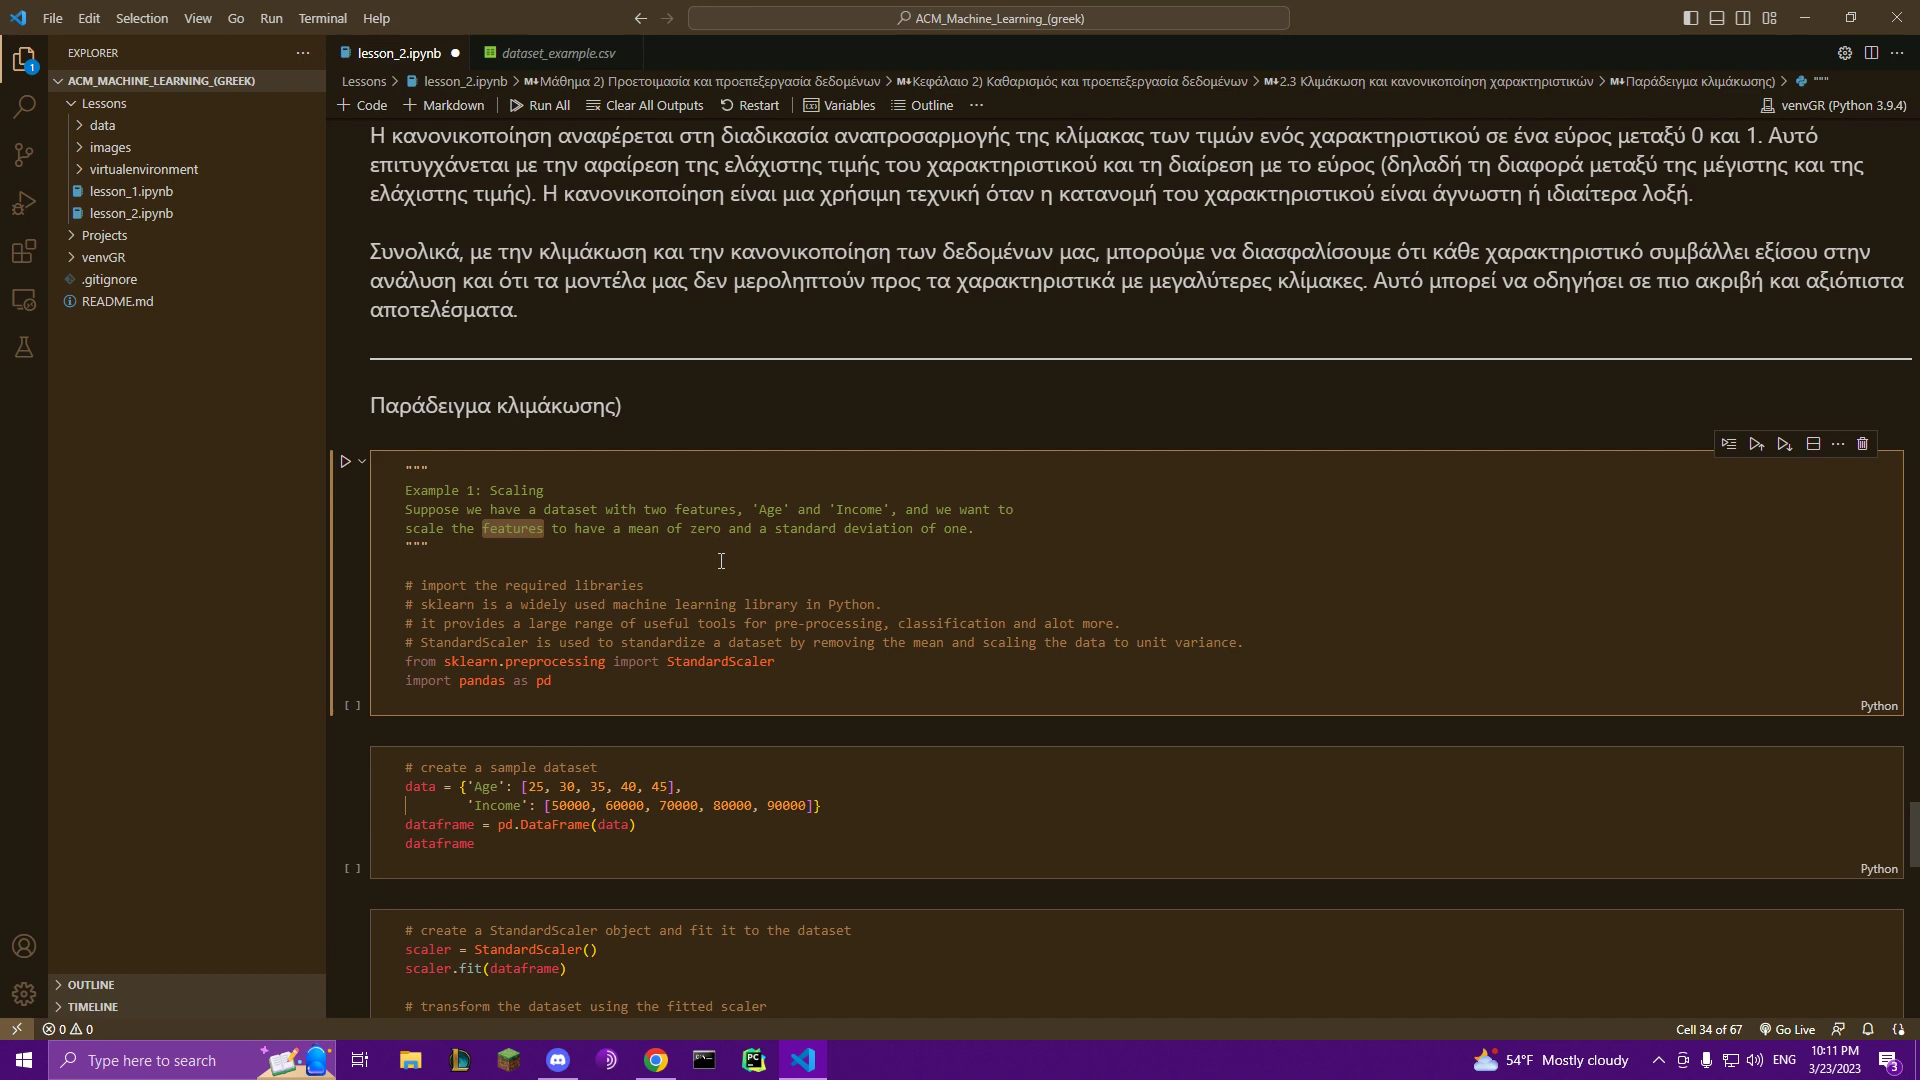 File Edit Selection View Go Run Terminal Help
ACM_Machine_Learning_(greek)
EXPLORER
ACM_MACHINE_LEARNING_(GREEK)
Lessons
data
images
virtualenvironment
lesson_1.ipynb
lesson_2.ipynb
Projects
venvGR
.gitignore
README.md
OUTLINE
TIMELINE
lesson_2.ipynb
dataset_example.csv
Lessons > lesson_2.ipynb > M↓Μάθημα 2) Προετοιμασία και προεπεξεργασία δεδομένων > M↓Κεφάλαιο 2) Καθαρισμός και προεπεξεργασία δεδομένων > M↓2.3 Κλιμάκωση και κανονικοποίηση χαρακτηριστικών > M↓Παράδειγμα κλιμάκωσης) > """
+ Code + Markdown Run All Clear All Outputs Restart Variables Outline ...
venvGR (Python 3.9.4)
Η κανονικοποίηση αναφέρεται στη διαδικασία αναπροσαρμογής της κλίμακας των τιμών ενός χαρακτηριστικού σε ένα εύρος μεταξύ 0 και 1. Αυτό
επιτυγχάνεται με την αφαίρεση της ελάχιστης τιμής του χαρακτηριστικού και τη διαίρεση με το εύρος (δηλαδή τη διαφορά μεταξύ της μέγιστης και της
ελάχιστης τιμής). Η κανονικοποίηση είναι μια χρήσιμη τεχνική όταν η κατανομή του χαρακτηριστικού είναι άγνωστη ή ιδιαίτερα λοξή.
Συνολικά, με την κλιμάκωση και την κανονικοποίηση των δεδομένων μας, μπορούμε να διασφαλίσουμε ότι κάθε χαρακτηριστικό συμβάλλει εξίσου στην
ανάλυση και ότι τα μοντέλα μας δεν μεροληπτούν προς τα χαρακτηριστικά με μεγαλύτερες κλίμακες. Αυτό μπορεί να οδηγήσει σε πιο ακριβή και αξιόπιστα
αποτελέσματα.
Παράδειγμα κλιμάκωσης)
"""
Example 1: Scaling
Suppose we have a dataset with two features, 'Age' and 'Income', and we want to
scale the features to have a mean of zero and a standard deviation of one.
"""
# import the required libraries
# sklearn is a widely used machine learning library in Python.
# it provides a large range of useful tools for pre-processing, classification and alot more.
# StandardScaler is used to standardize a dataset by removing the mean and scaling the data to unit variance.
from sklearn.preprocessing import StandardScaler
import pandas as pd
[ ]
Python
# create a sample dataset
data = {'Age': [25, 30, 35, 40, 45],
'Income': [50000, 60000, 70000, 80000, 90000]}
dataframe = pd.DataFrame(data)
dataframe
[ ]
Python
# create a StandardScaler object and fit it to the dataset
scaler = StandardScaler()
scaler.fit(dataframe)
# transform the dataset using the fitted scaler
0 0
Cell 34 of 67 Go Live
Type here to search
54°F Mostly cloudy
ENG
10:11 PM
3/23/2023
3
1